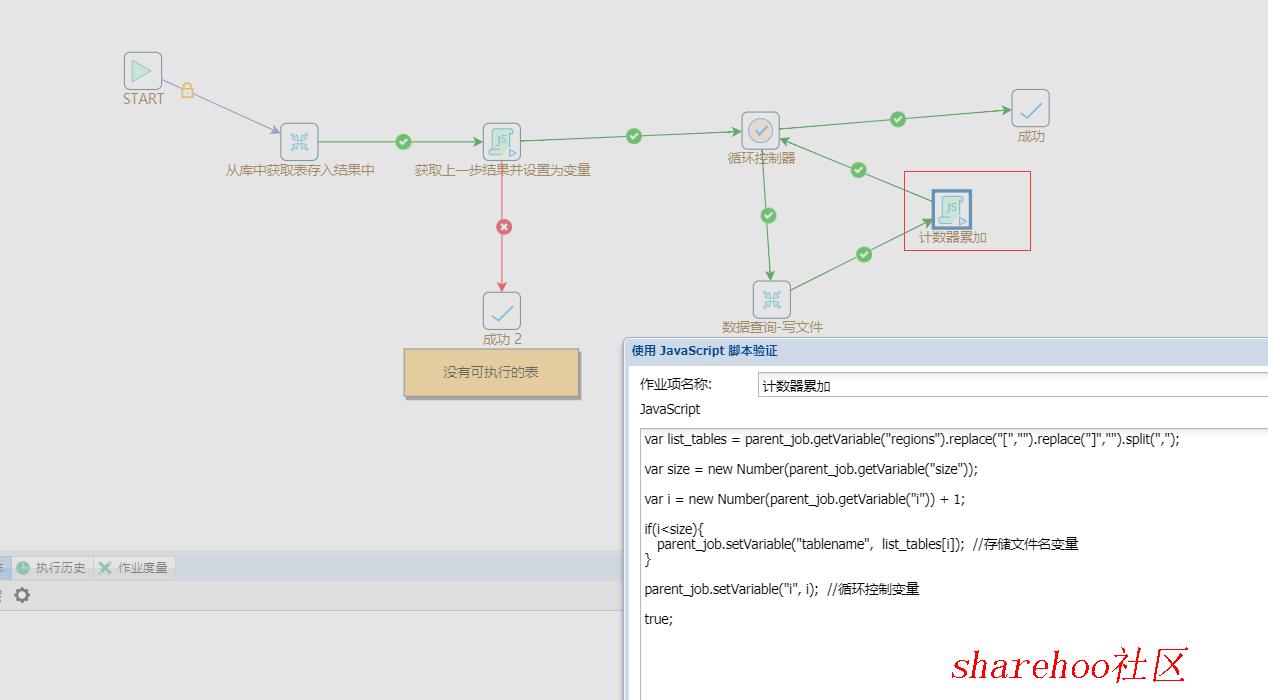 START
从库中获取表存入结果中
JS
获取上一步结果并设置为变量
循环控制器
成功
JS
计数器累加
成功 2
没有可执行的表
数据查询-写文件
使用 JavaScript 脚本验证
作业项名称:
计数器累加
JavaScript
var list_tables = parent_job.getVariable("regions").replace("[","").replace("]","").split(",");
var size = new Number(parent_job.getVariable("size"));
var i = new Number(parent_job.getVariable("i")) + 1;
if(i<size){
parent_job.setVariable("tablename", list_tables[i]); //存储文件名变量
}
parent_job.setVariable("i", i); //循环控制变量
true;
执行历史
作业度量
sharehoo社区